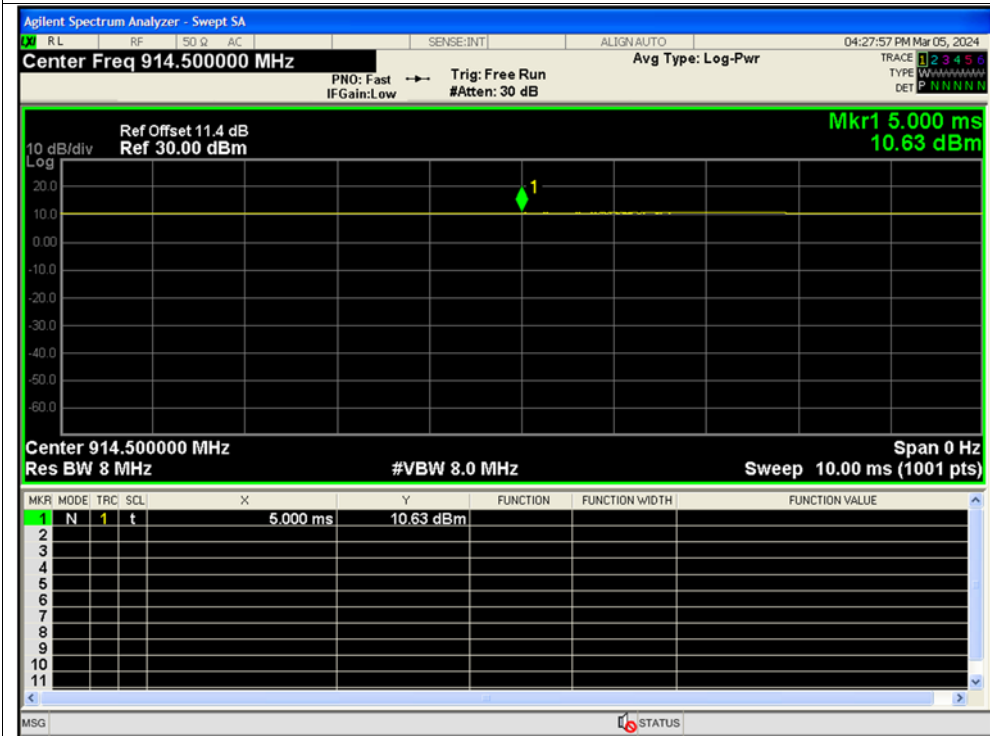 Agilent Spectrum Analyzer - Swept SA
LXI RL RF 50 Ω AC SENSE:INT ALIGN AUTO 04:27:57 PM Mar 05, 2024
Center Freq 914.500000 MHz
PNO: Fast
IFGain:Low
Trig: Free Run
#Atten: 30 dB
Avg Type: Log-Pwr
TRACE 1 2 3 4 5 6
TYPE
DET P N N N N N
Ref Offset 11.4 dB
Ref 30.00 dBm
10 dB/div
Log
Mkr1 5.000 ms
10.63 dBm
1
20.0
10.0
0.00
-10.0
-20.0
-30.0
-40.0
-50.0
-60.0
Center 914.500000 MHz
Span 0 Hz
Res BW 8 MHz
#VBW 8.0 MHz
Sweep 10.00 ms (1001 pts)
MKR MODE TRC SCL X Y FUNCTION FUNCTION WIDTH FUNCTION VALUE
1 N 1 t 5.000 ms 10.63 dBm
2
3
4
5
6
7
8
9
10
11
MSG STATUS